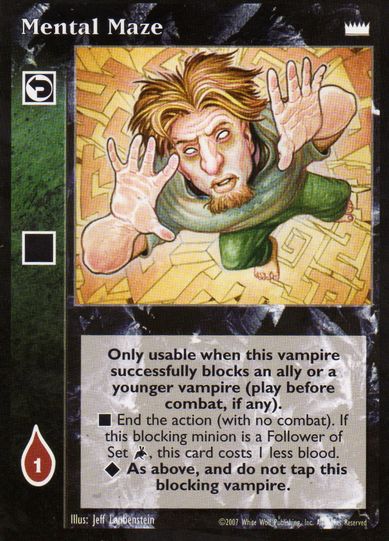 Mental Maze
Only usable when this vampire
successfully blocks an ally or a
younger vampire (play before
combat, if any).
End the action (with no combat). If
this blocking minion is a Follower of
Set , this card costs 1 less blood.
As above, and do not tap this
blocking vampire.
1
Illus: Jeff Laubenstein
©2007 White Wolf Publishing, Inc. All Rights Reserved